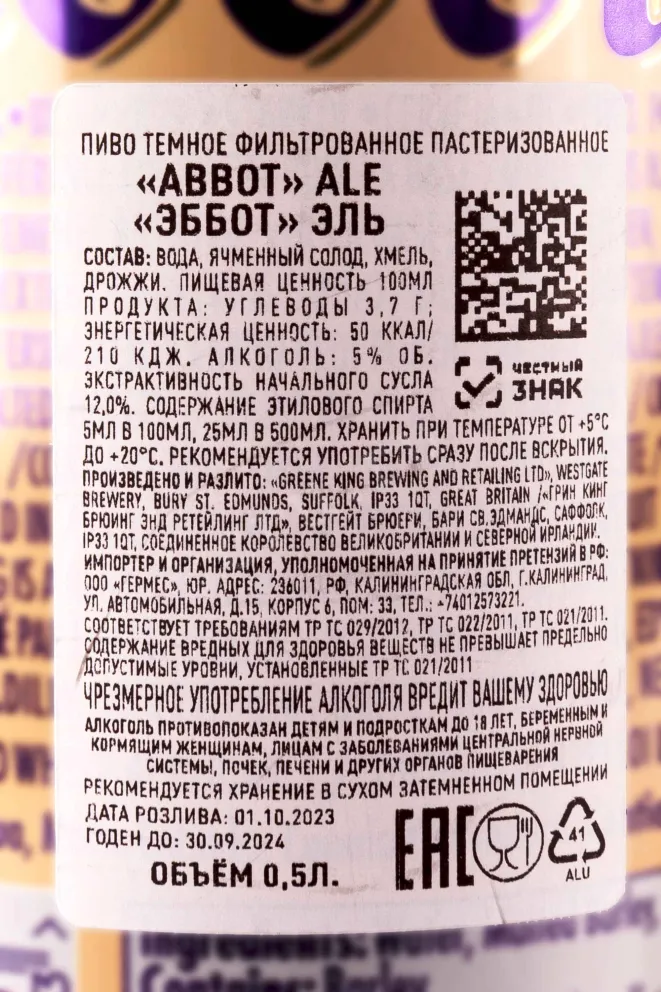 ПИВО ТЕМНОЕ ФИЛЬТРОВАННОЕ ПАСТЕРИЗОВАННОЕ
«ABBOT» ALE
«ЭББОТ» ЭЛЬ
СОСТАВ: ВОДА, ЯЧМЕННЫЙ СОЛОД, ХМЕЛЬ,
ДРОЖЖИ. ПИЩЕВАЯ ЦЕННОСТЬ 100МЛ
ПРОДУКТА: УГЛЕВОДЫ 3,7 Г;
ЭНЕРГЕТИЧЕСКАЯ ЦЕННОСТЬ: 50 ККАЛ/
210 КДЖ. АЛКОГОЛЬ: 5% ОБ.
ЭКСТРАКТИВНОСТЬ НАЧАЛЬНОГО СУСЛА
12,0%. СОДЕРЖАНИЕ ЭТИЛОВОГО СПИРТА
5МЛ В 100МЛ, 25МЛ В 500МЛ. ХРАНИТЬ ПРИ ТЕМПЕРАТУРЕ ОТ +5°С
ДО +20°С. РЕКОМЕНДУЕТСЯ УПОТРЕБИТЬ СРАЗУ ПОСЛЕ ВСКРЫТИЯ.
ПРОИЗВЕДЕНО И РАЗЛИТО: «GREENE KING BREWING AND RETAILING LTD», WESTGATE
BREWERY, BURY ST. EDMUNDS, SUFFOLK, IP33 1QT, GREAT BRITAIN /«ГРИН КИНГ
БРЮИНГ ЭНД РЕТЕЙЛИНГ ЛТД», ВЕСТГЕЙТ БРЮЕРИ, БАРИ СВ.ЭДМАНДС, САФФОЛК,
IP33 1QT, СОЕДИНЕННОЕ КОРОЛЕВСТВО ВЕЛИКОБРИТАНИИ И СЕВЕРНОЙ ИРЛАНДИИ.
ИМПОРТЕР И ОРГАНИЗАЦИЯ, УПОЛНОМОЧЕННАЯ НА ПРИНЯТИЕ ПРЕТЕНЗИЙ В РФ:
ООО «ГЕРМЕС», ЮР. АДРЕС: 236011, РФ, КАЛИНИНГРАДСКАЯ ОБЛ, Г.КАЛИНИНГРАД,
УЛ. АВТОМОБИЛЬНАЯ, Д.15, КОРПУС 6, ПОМ: 33, ТЕЛ.: +74012573221.
СООТВЕТСТВУЕТ ТРЕБОВАНИЯМ ТР ТС 029/2012, ТР ТС 022/2011, ТР ТС 021/2011.
СОДЕРЖАНИЕ ВРЕДНЫХ ДЛЯ ЗДОРОВЬЯ ВЕЩЕСТВ НЕ ПРЕВЫШАЕТ ПРЕДЕЛЬНО
ДОПУСТИМЫЕ УРОВНИ, УСТАНОВЛЕННЫЕ ТР ТС 021/2011
ЧРЕЗМЕРНОЕ УПОТРЕБЛЕНИЕ АЛКОГОЛЯ ВРЕДИТ ВАШЕМУ ЗДОРОВЬЮ
АЛКОГОЛЬ ПРОТИВОПОКАЗАН ДЕТЯМ И ПОДРОСТКАМ ДО 18 ЛЕТ, БЕРЕМЕННЫМ И
КОРМЯЩИМ ЖЕНЩИНАМ, ЛИЦАМ С ЗАБОЛЕВАНИЯМИ ЦЕНТРАЛЬНОЙ НЕРВНОЙ
СИСТЕМЫ, ПОЧЕК, ПЕЧЕНИ И ДРУГИХ ОРГАНОВ ПИЩЕВАРЕНИЯ
РЕКОМЕНДУЕТСЯ ХРАНЕНИЕ В СУХОМ ЗАТЕМНЕННОМ ПОМЕЩЕНИИ
ДАТА РОЗЛИВА: 01.10.2023
ГОДЕН ДО: 30.09.2024
ОБЪЁМ 0,5Л.
ЧЕСТНЫЙ
ЗНАК
ЕАС
41
ALU
Ingredients: Water, Malted Barley,
Contains: Barley